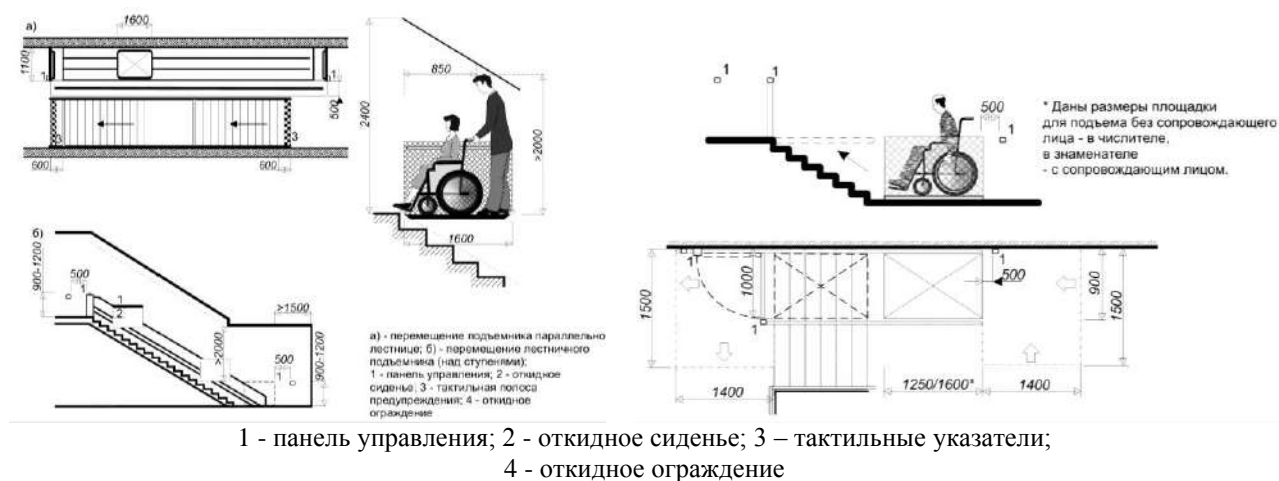 а)
1600
1100
1
1
500
3
3
600
600
б)
900-1200
500
1
1
2
>2000
>1500
500
1
900-1200
2400
850
>2000
1600
а) - перемещение подъемника параллельно
лестнице; б) - перемещение лестничного
подъемника (над ступенями);
1 - панель управления; 2 - откидное
сиденье; 3 - тактильная полоса
предупреждения; 4 - откидное
ограждение
1
1
500
1
* Даны размеры площадки
для подъема без сопровождающего
лица - в числителе,
в знаменателе
- с сопровождающим лицом.
1500
1
1000
1
1
500
900
1500
1400
1250/1600*
1400
1 - панель управления; 2 - откидное сиденье; 3 – тактильные указатели;
4 - откидное ограждение